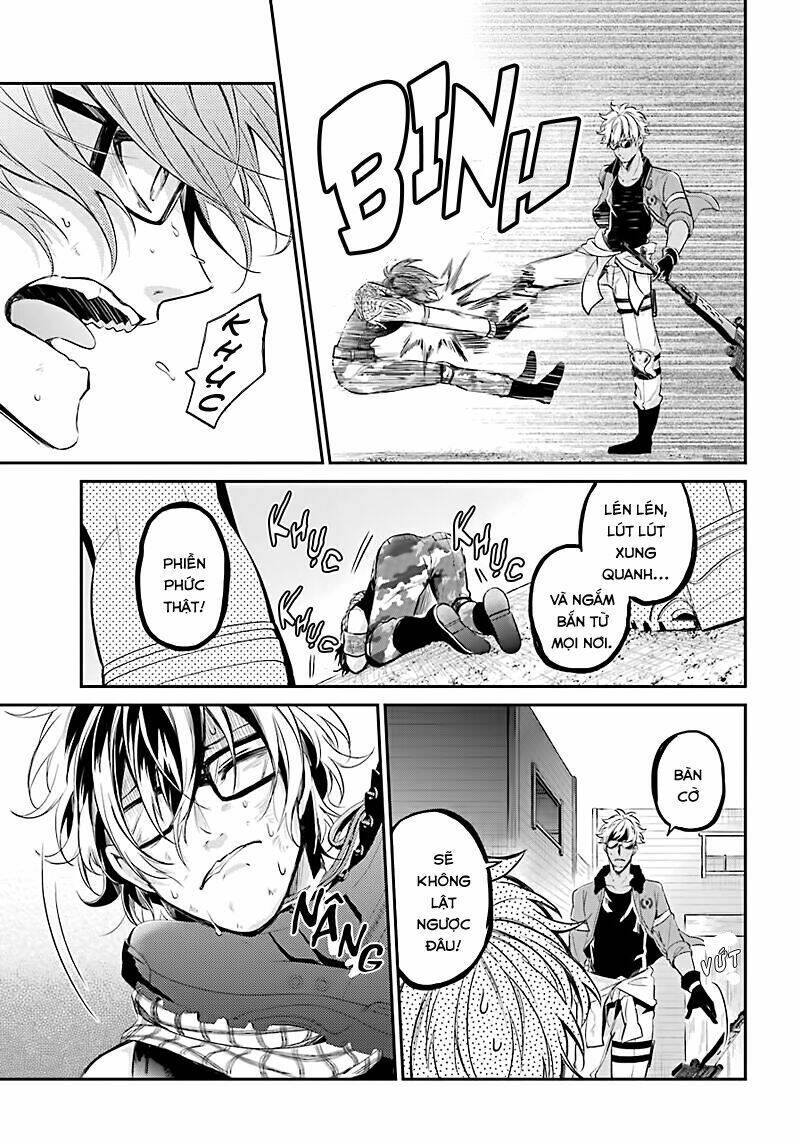 BINH
KHỤC
LÉN LÉN,
LÚT LÚT
XUNG
QUANH...
VÀ NGẮM
BẮN TỪ
MỌI NƠI.
KHỤC
KHỤC
KHỤC
PHIỀN
PHỨC
THẬT!
BÀN
CỜ
VỨT
SẼ KHÔNG
LẬT
NGƯỢC
ĐÂU!
NÂNG